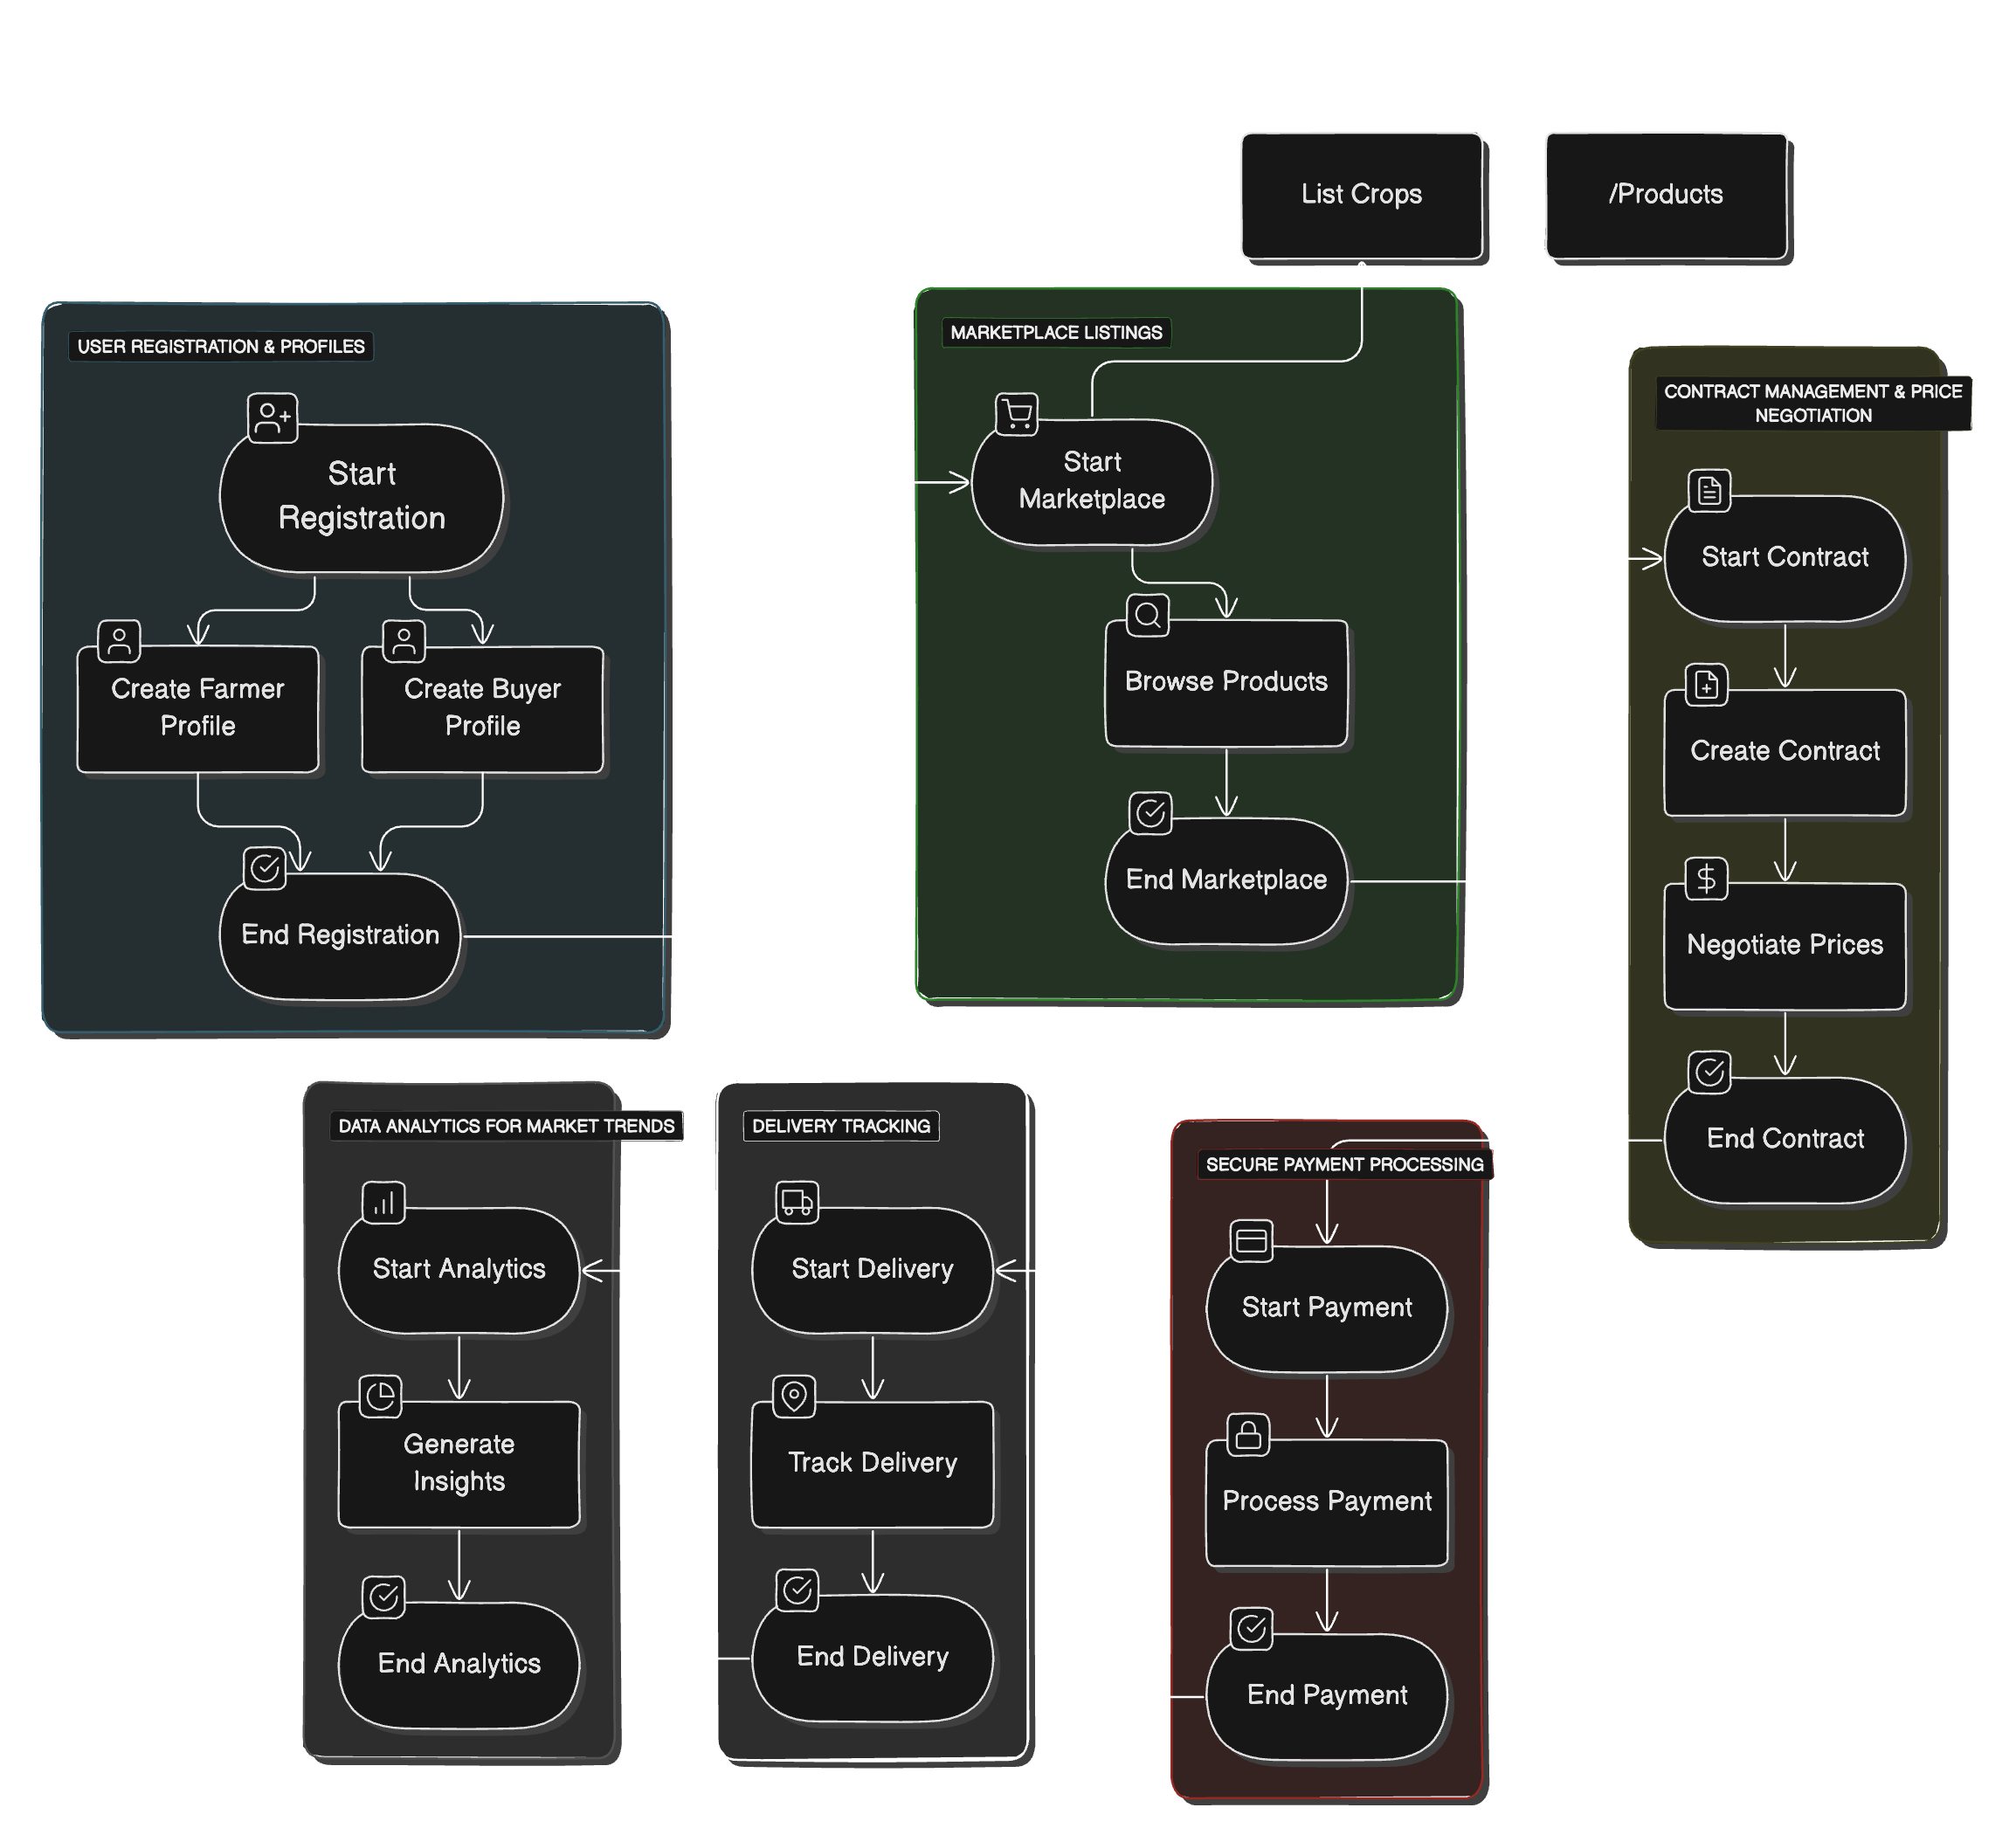 List Crops
/Products
USER REGISTRATION & PROFILES
Start
Registration
Create Farmer
Profile
Create Buyer
Profile
End Registration
MARKETPLACE LISTINGS
Start
Marketplace
Browse Products
End Marketplace
CONTRACT MANAGEMENT & PRICE
NEGOTIATION
Start Contract
Create Contract
Negotiate Prices
End Contract
DATA ANALYTICS FOR MARKET TRENDS
Start Analytics
Generate
Insights
End Analytics
DELIVERY TRACKING
Start Delivery
Track Delivery
End Delivery
SECURE PAYMENT PROCESSING
Start Payment
Process Payment
End Payment